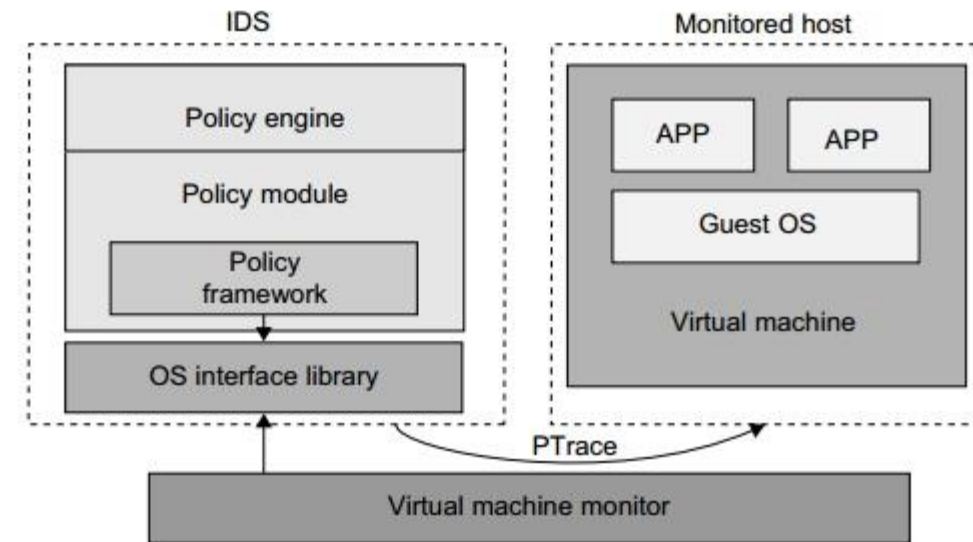 IDS
Monitored host
Policy engine
Policy module
Policy
framework
OS interface library
APP
APP
Guest OS
Virtual machine
PTrace
Virtual machine monitor